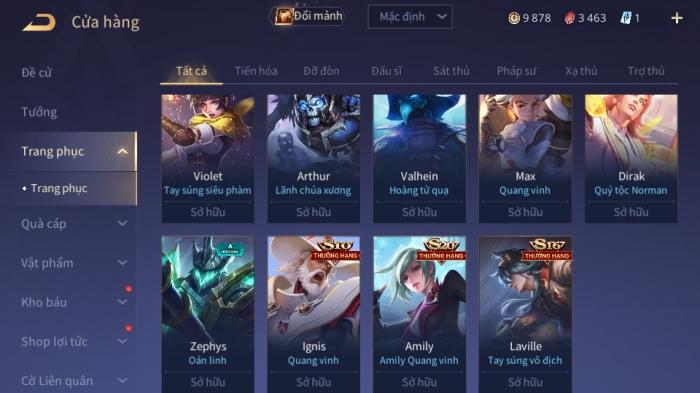 Cửa hàng
Đổi mảnh
Mặc định
9 878
3 463
1
Đề cử
Tướng
Trang phục
Trang phục
Quà cáp
Vật phẩm
Kho báu
Shop lợi tức
Cờ Liên quân
Tất cả
Tiến hóa
Đỡ đòn
Đấu sĩ
Sát thủ
Pháp sư
Xạ thủ
Trợ thủ
Violet
Tay súng siêu phàm
Sở hữu
Arthur
Lãnh chúa xương
Sở hữu
Valhein
Hoàng tử quạ
Sở hữu
Max
Quang vinh
Sở hữu
Dirak
Quý tộc Norman
Sở hữu
Zephys
Oán linh
Sở hữu
S19
THƯỞNG HẠNG
Ignis
Quang vinh
Sở hữu
S20
THƯỞNG HẠNG
Amily
Amily Quang vinh
Sở hữu
S16
THƯỞNG HẠNG
Laville
Tay súng vô địch
Sở hữu